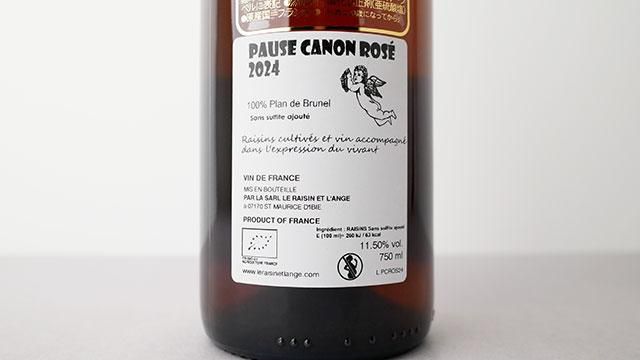 PAUSE CANON ROSÉ
2024
100% Plan de Brunel
Sans sulfite ajouté
Raisins cultivés et vin accompagné
dans l'expression du vivant
VIN DE FRANCE
MIS EN BOUTEILLE
PAR LA SARL LE RAISIN ET L'ANGE
à 07170 ST MAURICE D'IBIE
PRODUCT OF FRANCE
Ingrédient : RAISINS Sans sulfite ajouté
E (100 ml)= 260 kJ / 63 kcal
11.50% vol.
750 ml
www.leraisinetlange.com
L.PCROS24